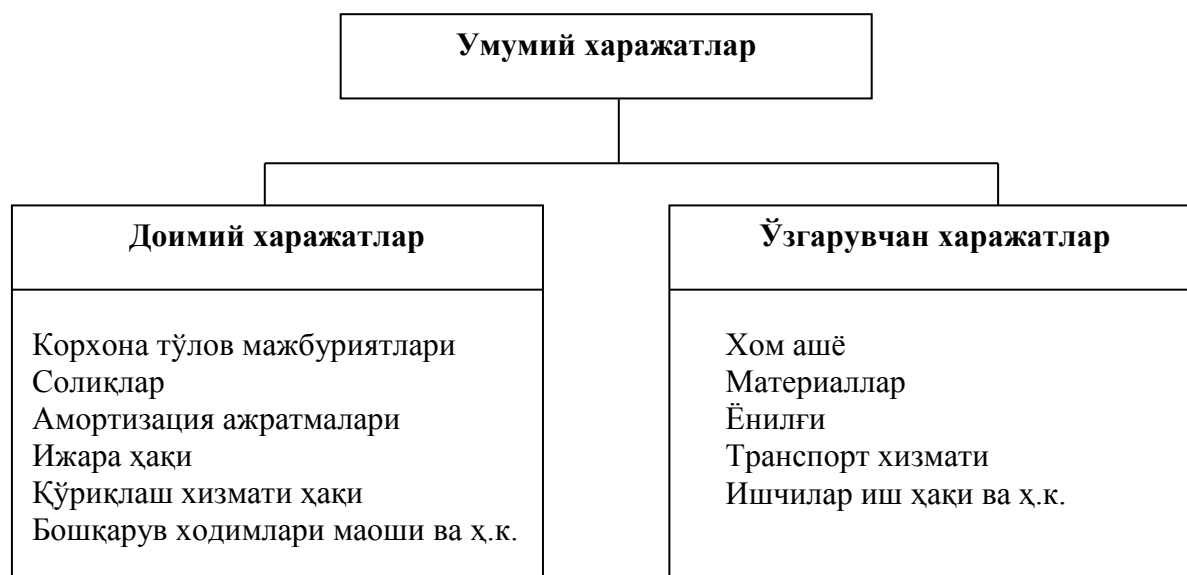 Умумий харажатлар
Доимий харажатлар
Корхона тўлов мажбуриятлари
Солиқлар
Амортизация ажратмалари
Ижара ҳақи
Қўриқлаш хизмати ҳақи
Бошқарув ходимлари маоши ва ҳ.к.
Ўзгарувчан харажатлар
Хом ашё
Материаллар
Ёнилғи
Транспорт хизмати
Ишчилар иш ҳақи ва ҳ.к.